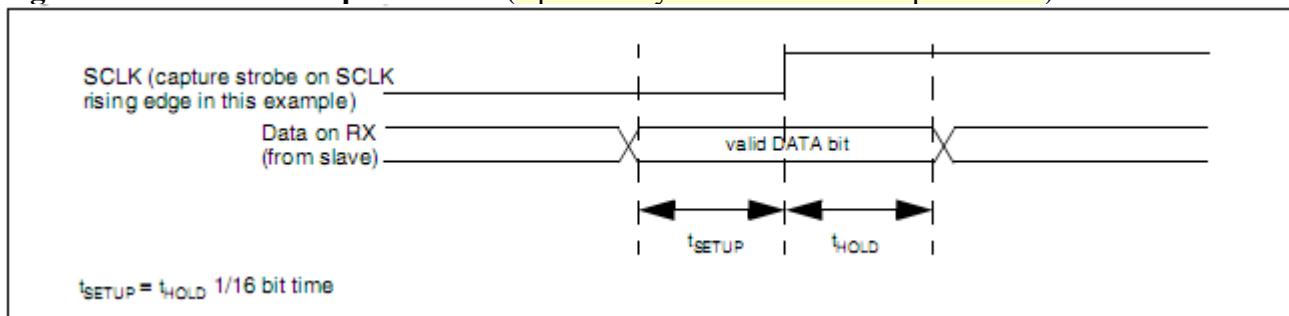 SCLK (capture strobe on SCLK
rising edge in this example)
Data on RX
(from slave)
valid DATA bit
tSETUP
tHOLD
tSETUP = tHOLD 1/16 bit time